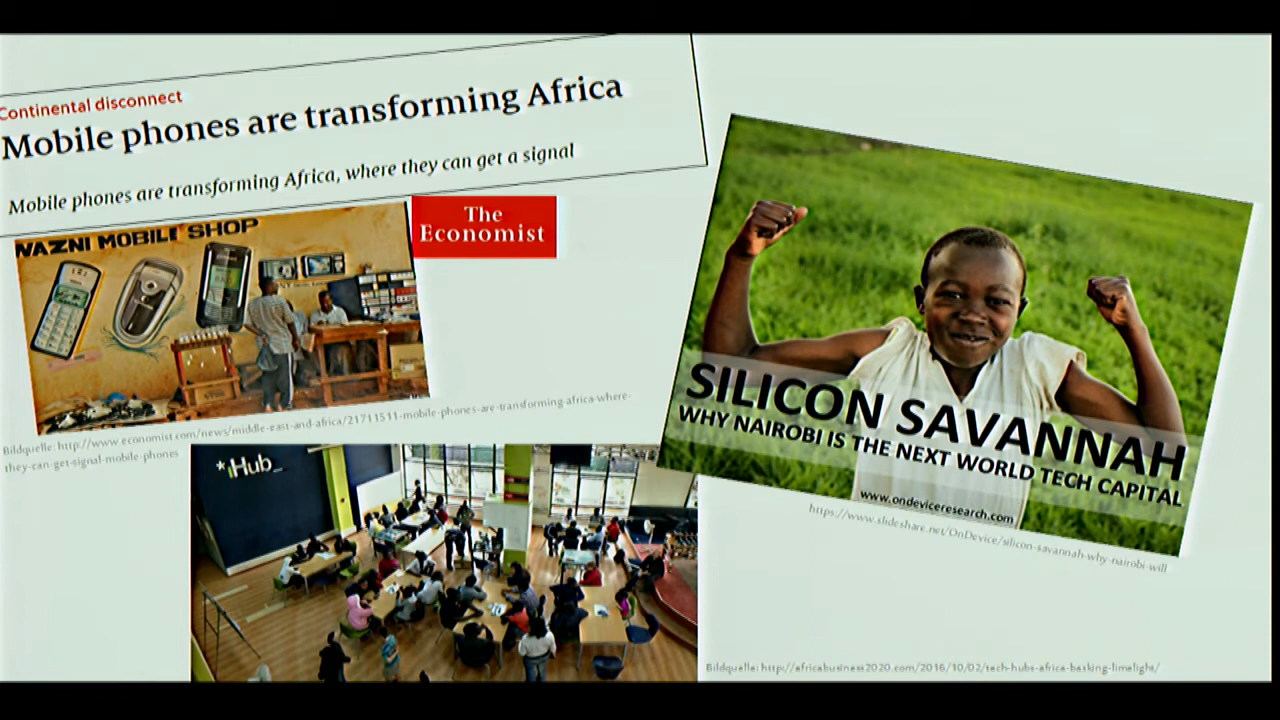 Continental disconnect
Mobile phones are transforming Africa
Mobile phones are transforming Africa, where they can get a signal
The
Economist
NAZNI MOBILE SHOP
Bildquelle: http://www.economist.com/news/middle-east-and-africa/21711511-mobile-phones-are-transforming-africa-where-
they-can-get-signal-mobile-phones
*iHub_
SILICON SAVANNAH
WHY NAIROBI IS THE NEXT WORLD TECH CAPITAL
www.ondeviceresearch.com
https://www.slideshare.net/OnDevice/silicon-savannah-why-nairobi-will
Bildquelle: http://africabusiness2020.com/2016/10/02/tech-hubs-africa-basking-limelight/